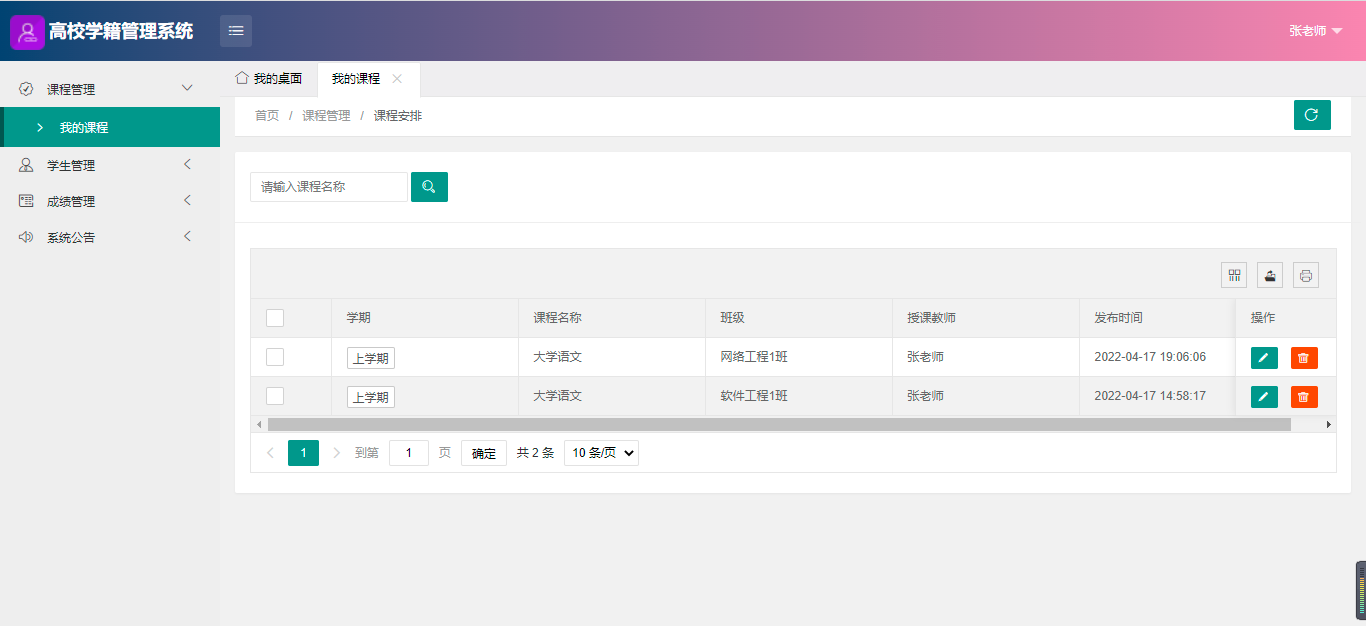 高校学籍管理系统
张老师
课程管理
我的课程
学生管理
成绩管理
系统公告
我的桌面 我的课程
首页 / 课程管理 / 课程安排
请输入课程名称
学期 课程名称 班级 授课教师 发布时间 操作
上学期 大学语文 网络工程1班 张老师 2022-04-17 19:06:06
上学期 大学语文 软件工程1班 张老师 2022-04-17 14:58:17
1 到第 1 页 确定 共 2 条 10 条/页